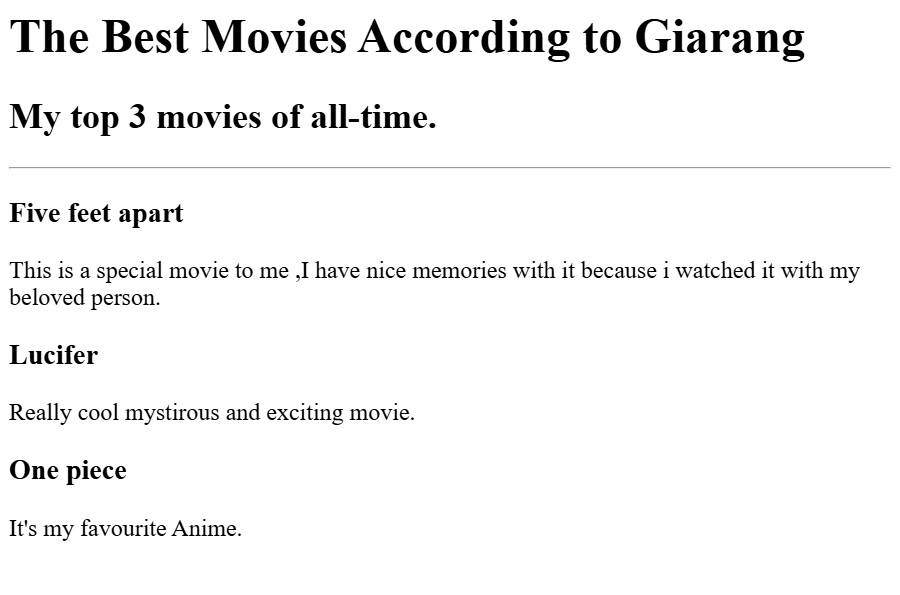 The Best Movies According to Giarang
My top 3 movies of all-time.
Five feet apart
This is a special movie to me ,I have nice memories with it because i watched it with my
beloved person.
Lucifer
Really cool mystirous and exciting movie.
One piece
It's my favourite Anime.